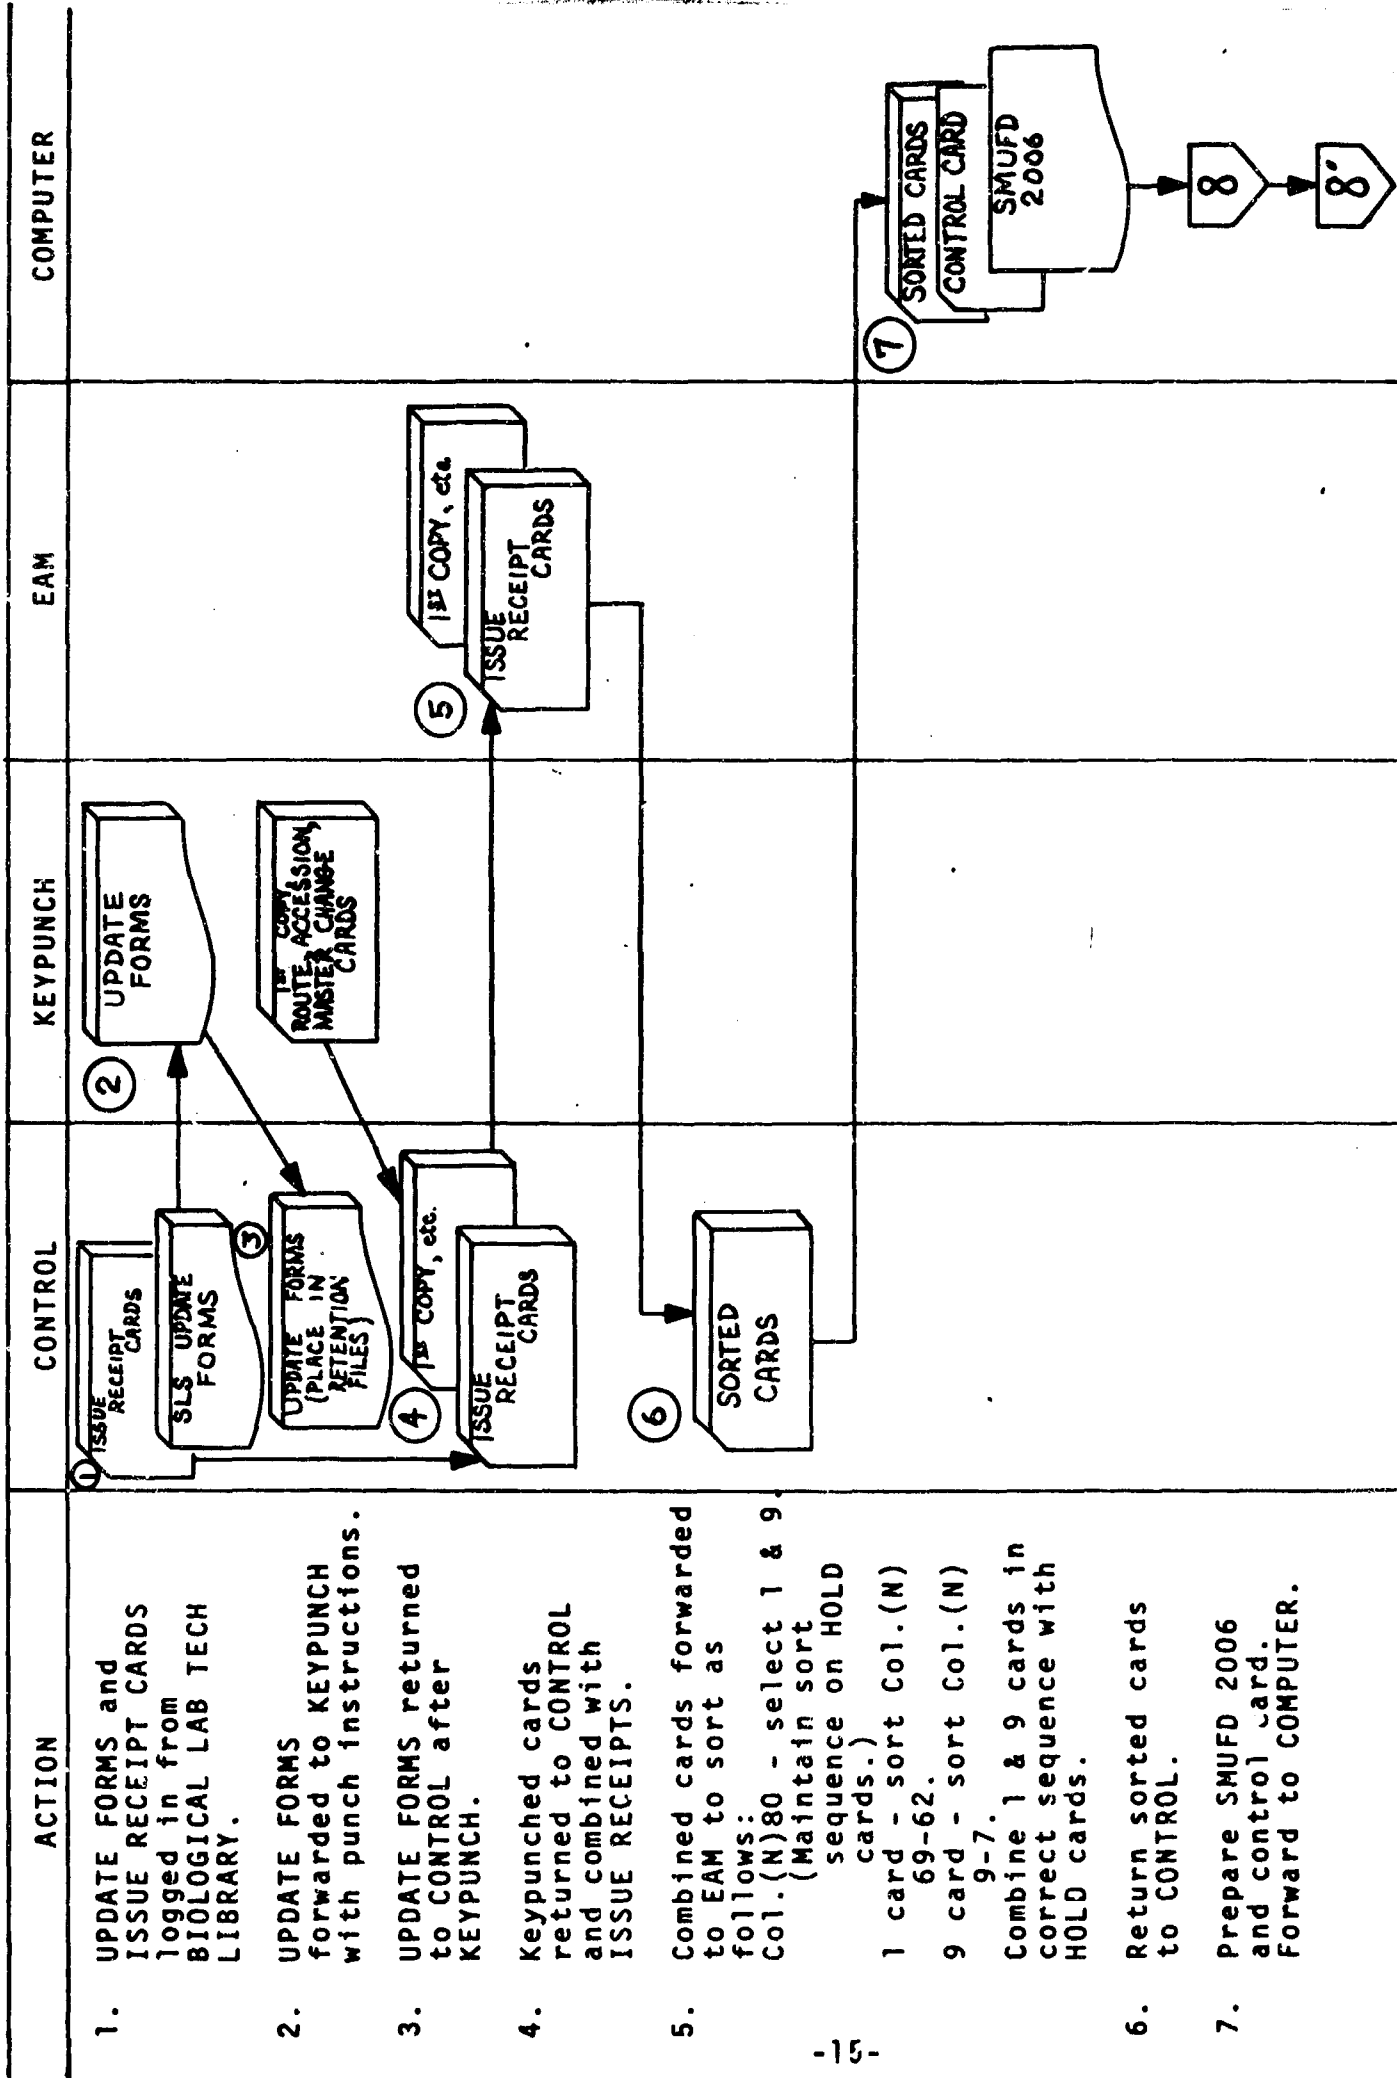 ACTION
CONTROL
KEYPUNCH
EAM
COMPUTER
1. UPDATE FORMS and
ISSUE RECEIPT CARDS
logged in from
BIOLOGICAL LAB TECH
LIBRARY.
2. UPDATE FORMS
forwarded to KEYPUNCH
with punch instructions.
3. UPDATE FORMS returned
to CONTROL after
KEYPUNCH.
4. Keypunched cards
returned to CONTROL
and combined with
ISSUE RECEIPTS.
5. Combined cards forwarded
to EAM to sort as
follows:
Col.(N)80 - select 1 & 9
(Maintain sort
sequence on HOLD
cards.)
1 card - sort Col.(N)
69-62.
9 card - sort Col.(N)
9-7.
Combine 1 & 9 cards in
correct sequence with
HOLD cards.
6. Return sorted cards
to CONTROL.
7. Prepare SMUFD 2006
and control card.
Forward to COMPUTER.
1
ISSUE
RECEIPT
CARDS
SLS UPDATE
FORMS
2
UPDATE
FORMS
3
UPDATE FORMS
(PLACE IN
RETENTION
FILES)
1ST COPY,
ROUTE, ACCESSION,
MASTER CHANGE
CARDS
4
1ST COPY, etc.
ISSUE
RECEIPT
CARDS
5
1ST COPY, etc.
ISSUE
RECEIPT
CARDS
6
SORTED
CARDS
7
SORTED CARDS
CONTROL CARD
SMUFD
2006
8
8'
-15-